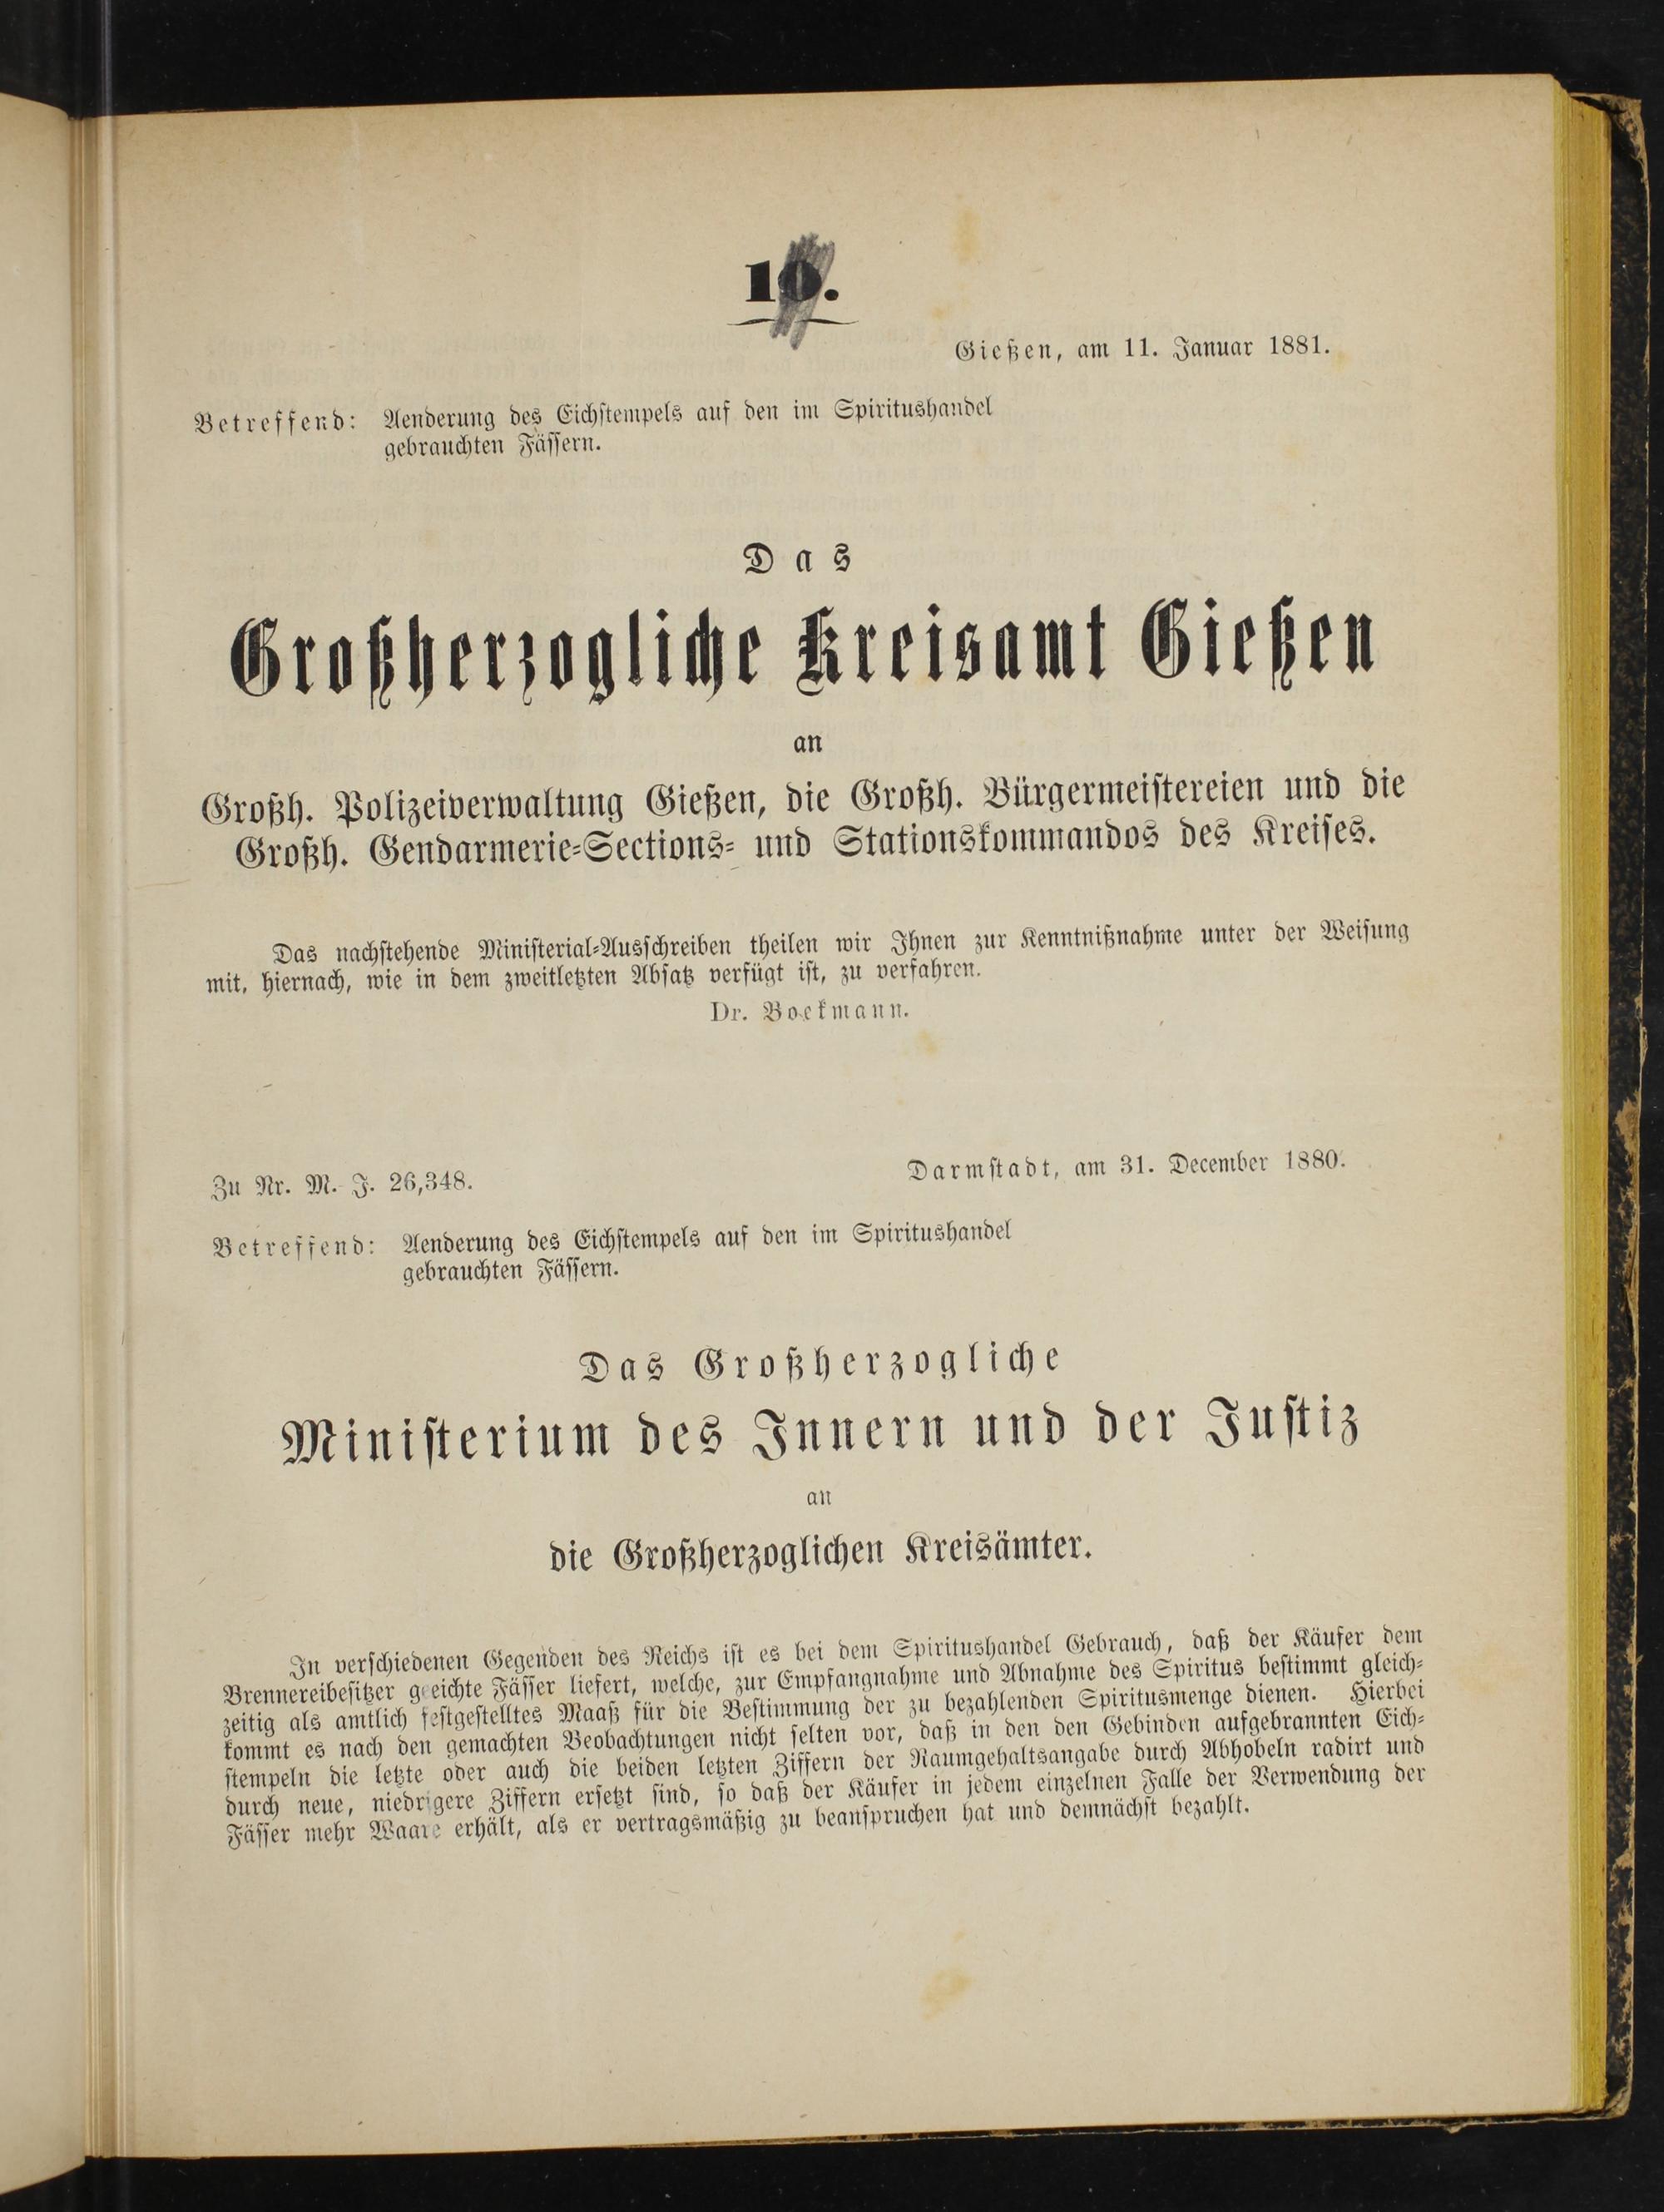 10.
Gießen, am 11. Januar 1881.
Betreffend: Aenderung des Eichstempels auf den im Spiritushandel
gebrauchten Fässern.
Das
Großherzogliche Kreisamt Gießen
an
Großh. Polizeiverwaltung Gießen, die Großh. Bürgermeistereien und die
Großh. Gendarmerie-Sections- und Stationskommandos des Kreises.
Das nachstehende Ministerial-Ausschreiben theilen wir Ihnen zur Kenntnißnahme unter der Weisung
mit, hiernach, wie in dem zweitletzten Absatz verfügt ist, zu verfahren.
Dr. Boekmann.
Zu Nr. M. J. 26,348.
Darmstadt, am 31. December 1880.
Betreffend: Aenderung des Eichstempels auf den im Spiritushandel
gebrauchten Fässern.
Das Großherzogliche
Ministerium des Innern und der Justiz
an
die Großherzoglichen Kreisämter.
In verschiedenen Gegenden des Reichs ist es bei dem Spiritushandel Gebrauch, daß der Käufer dem
Brennereibesitzer geeichte Fässer liefert, welche, zur Empfangnahme und Abnahme des Spiritus bestimmt gleich-
zeitig als amtlich festgestelltes Maaß für die Bestimmung der zu bezahlenden Spiritusmenge dienen. Hierbei
kommt es nach den gemachten Beobachtungen nicht selten vor, daß in den den Gebinden aufgebrannten Eich-
stempeln die letzte oder auch die beiden letzten Ziffern der Raumgehaltsangabe durch Abhobeln radirt und
durch neue, niedrigere Ziffern ersetzt sind, so daß der Käufer in jedem einzelnen Falle der Verwendung der
Fässer mehr Waare erhält, als er vertragsmäßig zu beanspruchen hat und demnächst bezahlt.